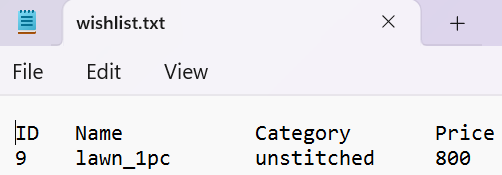 wishlist.txt
File Edit View
ID Name Category Price
9 lawn_1pc unstitched 800